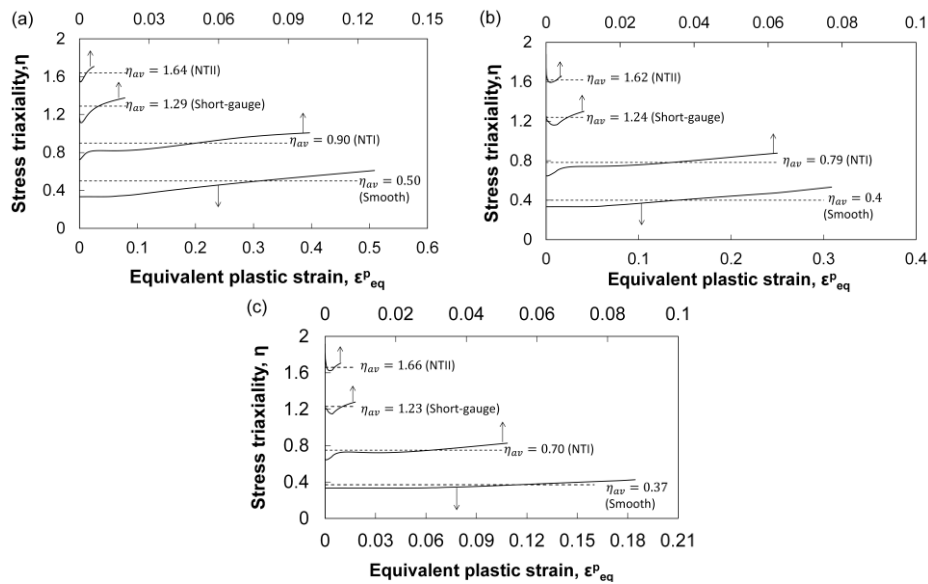 (a)
0 0.03 0.06 0.09 0.12 0.15
2
1.6
1.2
0.8
0.4
0
Stress triaxiality,η
ηav = 1.64 (NTII)
ηav = 1.29 (Short-gauge)
ηav = 0.90 (NTI)
ηav = 0.50
(Smooth)
0 0.1 0.2 0.3 0.4 0.5 0.6
Equivalent plastic strain, εᵖeq
(b)
0 0.02 0.04 0.06 0.08 0.1
2
1.6
1.2
0.8
0.4
0
Stress triaxiality, η
ηav = 1.62 (NTII)
ηav = 1.24 (Short-gauge)
ηav = 0.79 (NTI)
ηav = 0.4
(Smooth)
0 0.1 0.2 0.3 0.4
Equivalent plastic strain, εᵖeq
(c)
0 0.02 0.04 0.06 0.08 0.1
2
1.6
1.2
0.8
0.4
0
Stress triaxiality, η
ηav = 1.66 (NTII)
ηav = 1.23 (Short-gauge)
ηav = 0.70 (NTI)
ηav = 0.37
(Smooth)
0 0.03 0.06 0.09 0.12 0.15 0.18 0.21
Equivalent plastic strain, εᵖeq